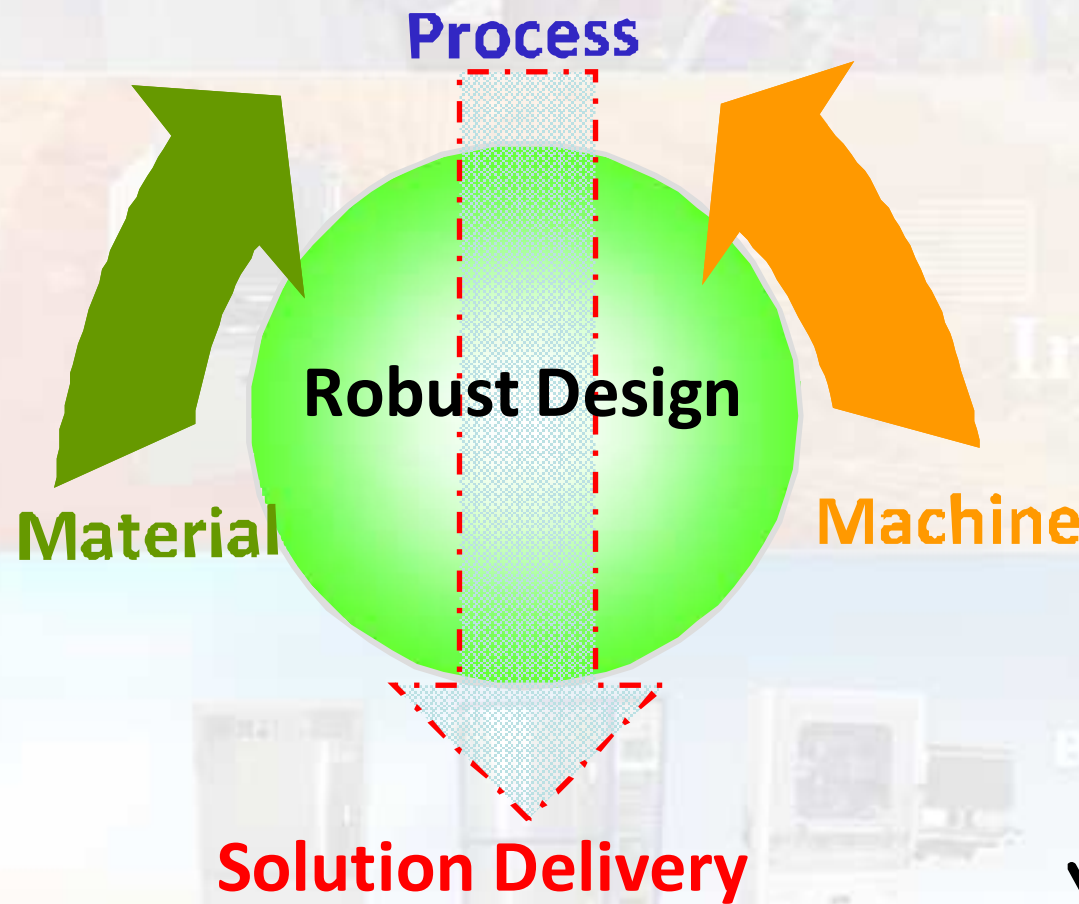 Process
Robust Design
Material
Machine
Solution Delivery